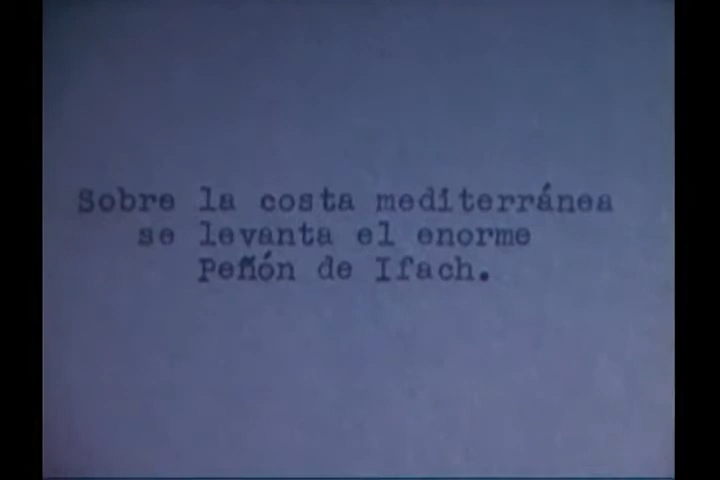 Sobre la costa mediterránea
se levanta el enorme
Peñón de Ifach.